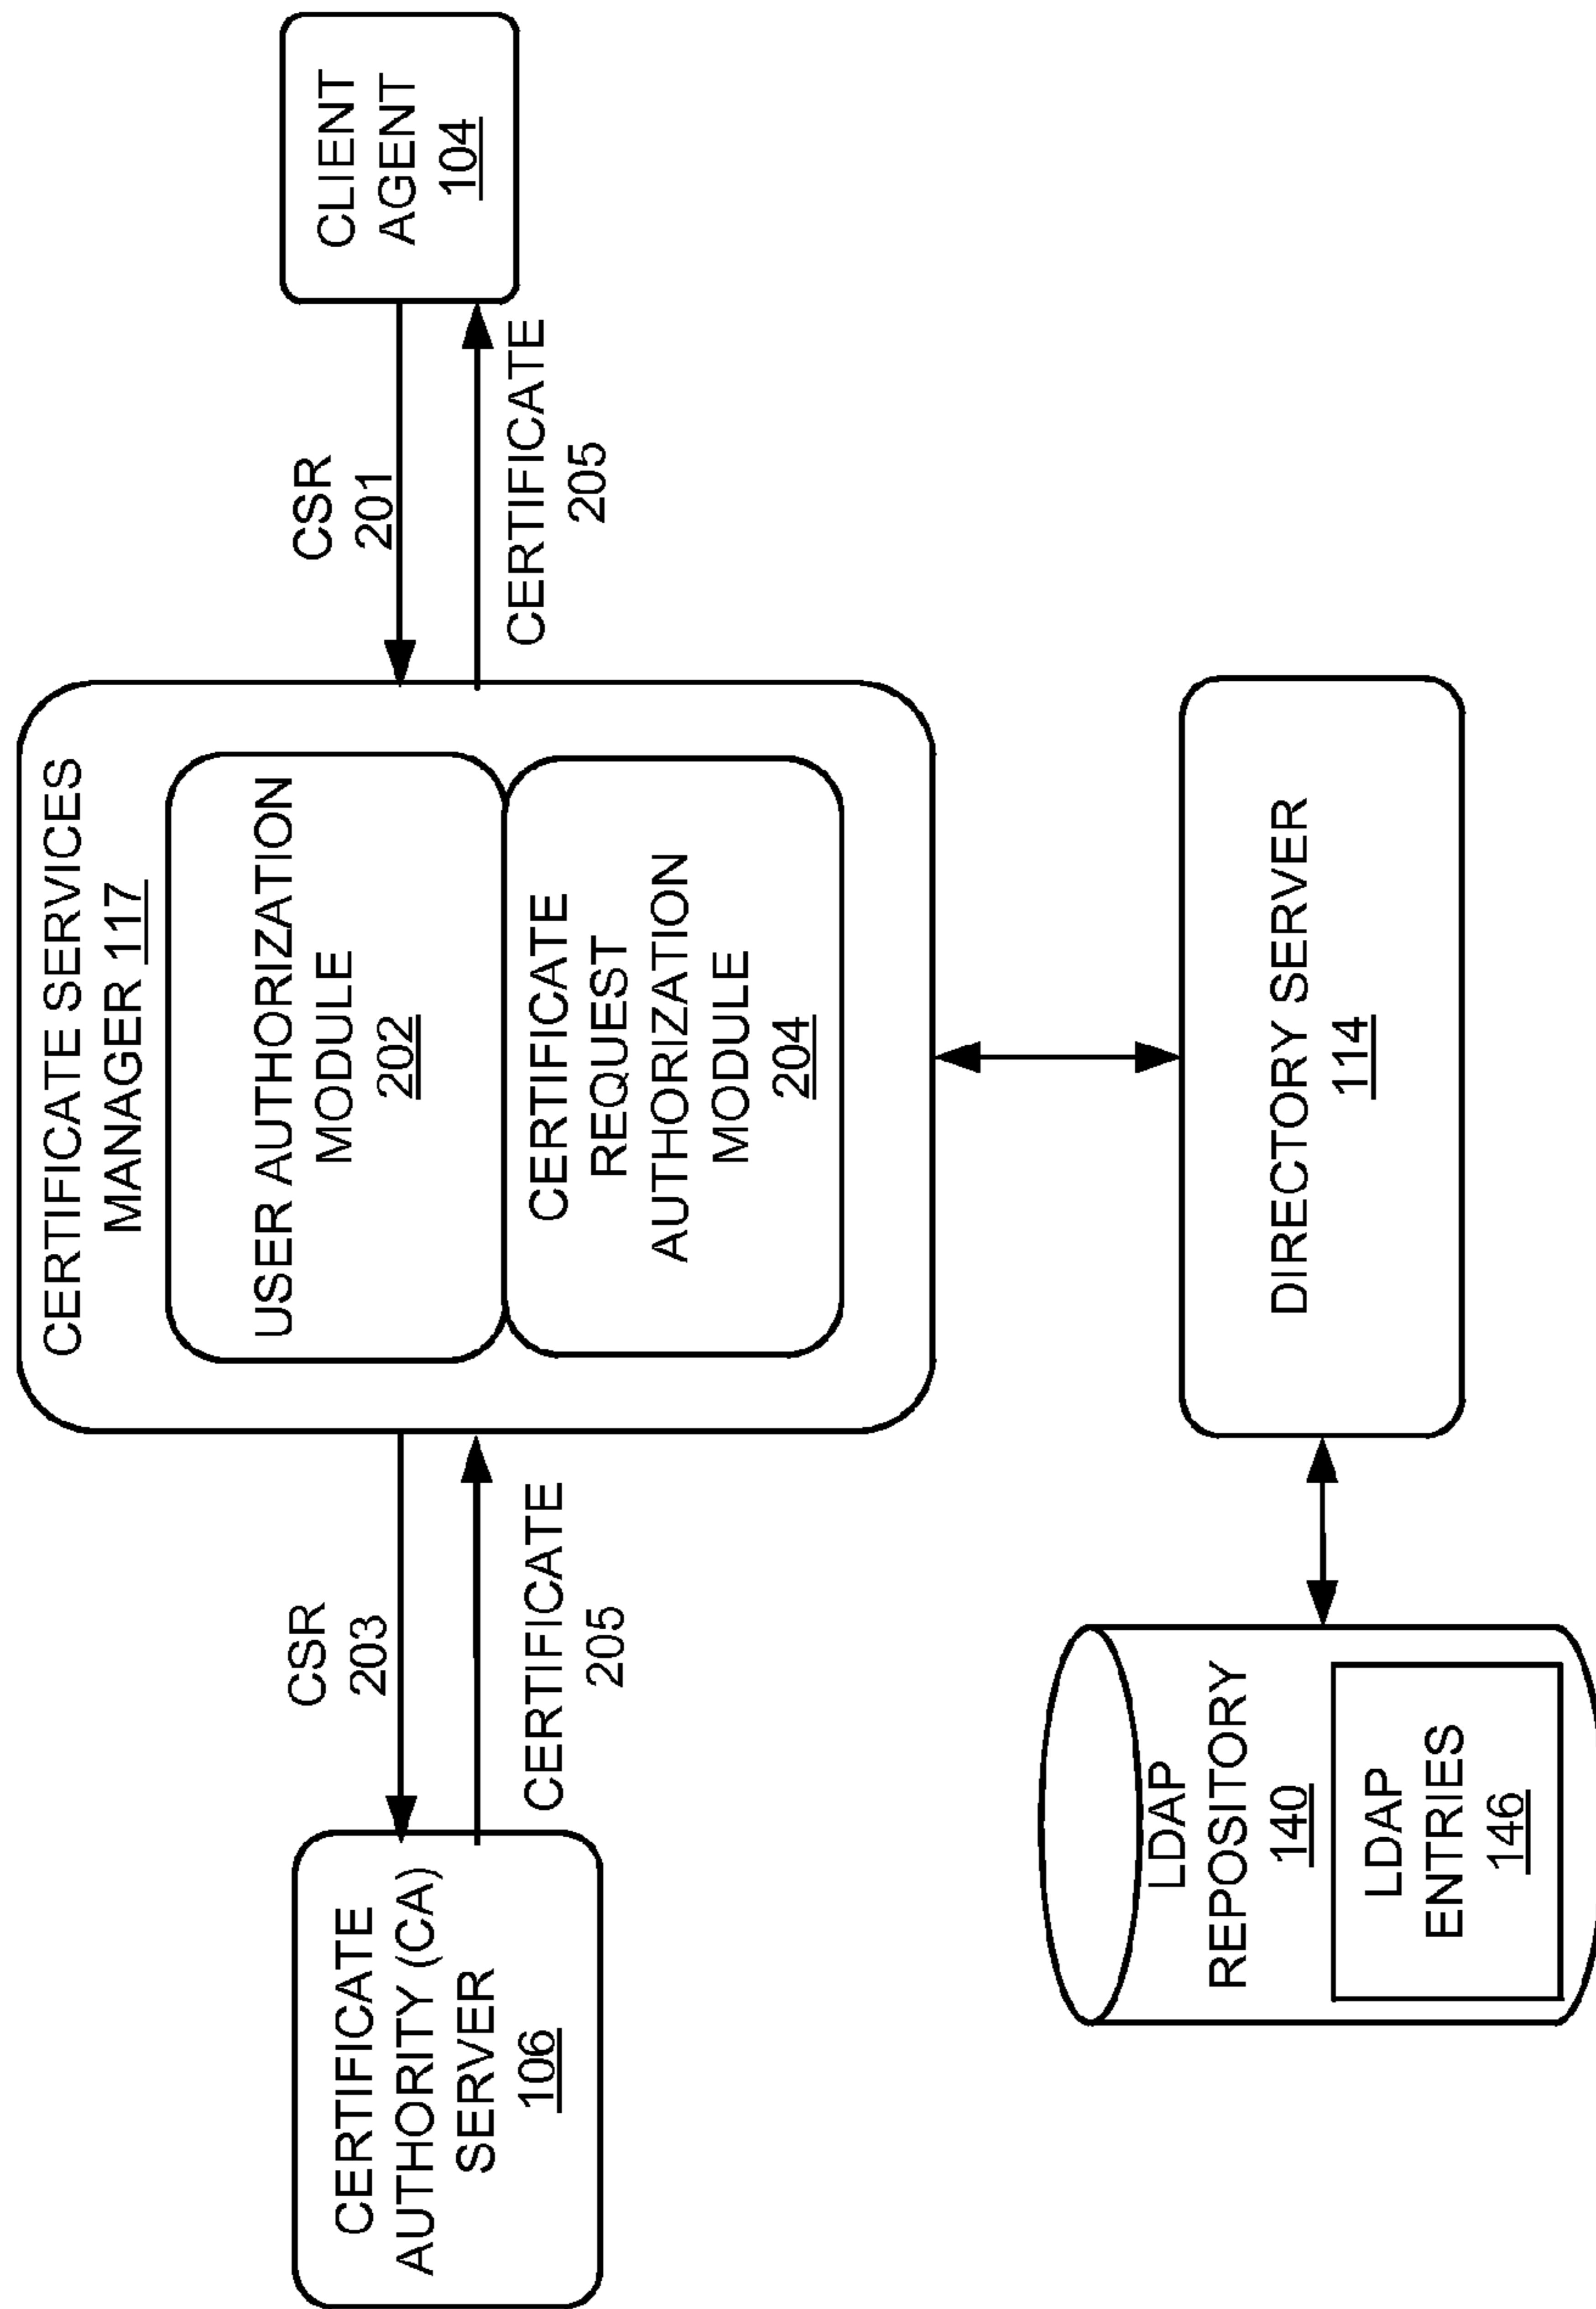 CERTIFICATE
AUTHORITY (CA)
SERVER
106
CSR
203
CERTIFICATE
205
CERTIFICATE SERVICES
MANAGER 117
USER AUTHORIZATION
MODULE
202
CERTIFICATE
REQUEST
AUTHORIZATION
MODULE
204
CSR
201
CERTIFICATE
205
CLIENT
AGENT
104
LDAP
REPOSITORY
140
LDAP
ENTRIES
146
DIRECTORY SERVER
114